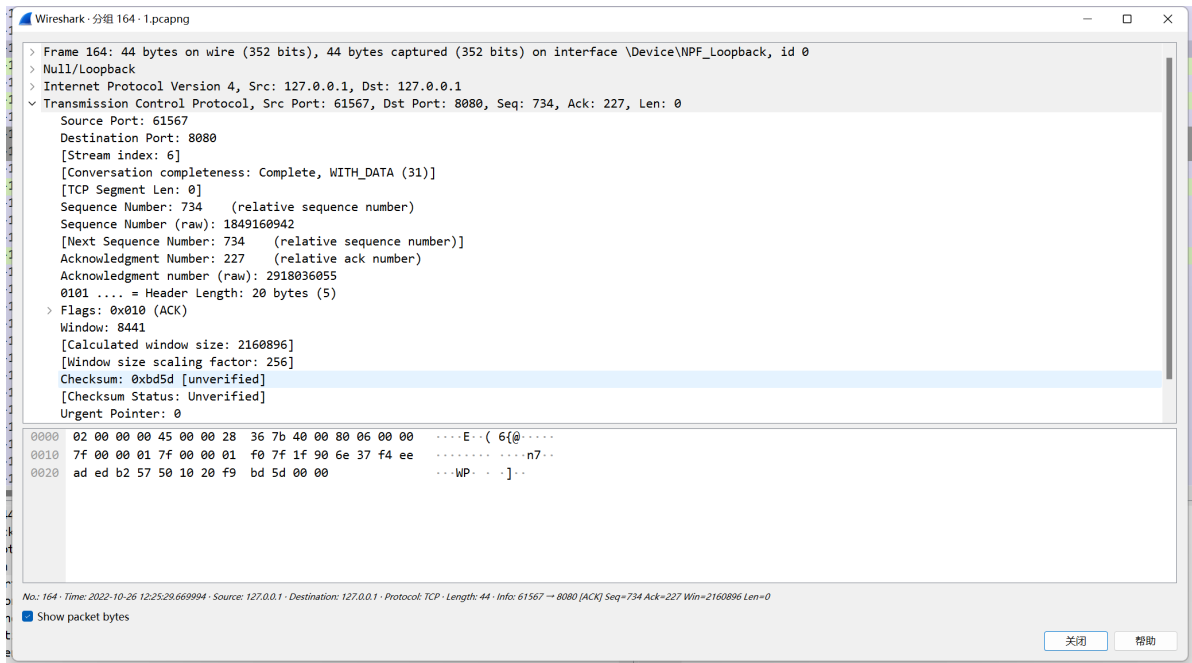 Wireshark · 分组 164 · 1.pcapng
Frame 164: 44 bytes on wire (352 bits), 44 bytes captured (352 bits) on interface \Device\NPF_Loopback, id 0
Null/Loopback
Internet Protocol Version 4, Src: 127.0.0.1, Dst: 127.0.0.1
Transmission Control Protocol, Src Port: 61567, Dst Port: 8080, Seq: 734, Ack: 227, Len: 0
Source Port: 61567
Destination Port: 8080
[Stream index: 6]
[Conversation completeness: Complete, WITH_DATA (31)]
[TCP Segment Len: 0]
Sequence Number: 734    (relative sequence number)
Sequence Number (raw): 1849160942
[Next Sequence Number: 734    (relative sequence number)]
Acknowledgment Number: 227    (relative ack number)
Acknowledgment number (raw): 2918036055
0101 .... = Header Length: 20 bytes (5)
Flags: 0x010 (ACK)
Window: 8441
[Calculated window size: 2160896]
[Window size scaling factor: 256]
Checksum: 0xbd5d [unverified]
[Checksum Status: Unverified]
Urgent Pointer: 0
0000 02 00 00 00 45 00 00 28 36 7b 40 00 80 06 00 00 ····E··( 6{@·····
0010 7f 00 00 01 7f 00 00 01 f0 7f 1f 90 6e 37 f4 ee ········ ····n7··
0020 ad ed b2 57 50 10 20 f9 bd 5d 00 00 ···WP· · ·]··
No.: 164 · Time: 2022-10-26 12:25:29.669994 · Source: 127.0.0.1 · Destination: 127.0.0.1 · Protocol: TCP · Length: 44 · Info: 61567 → 8080 [ACK] Seq=734 Ack=227 Win=2160896 Len=0
Show packet bytes
关闭 帮助